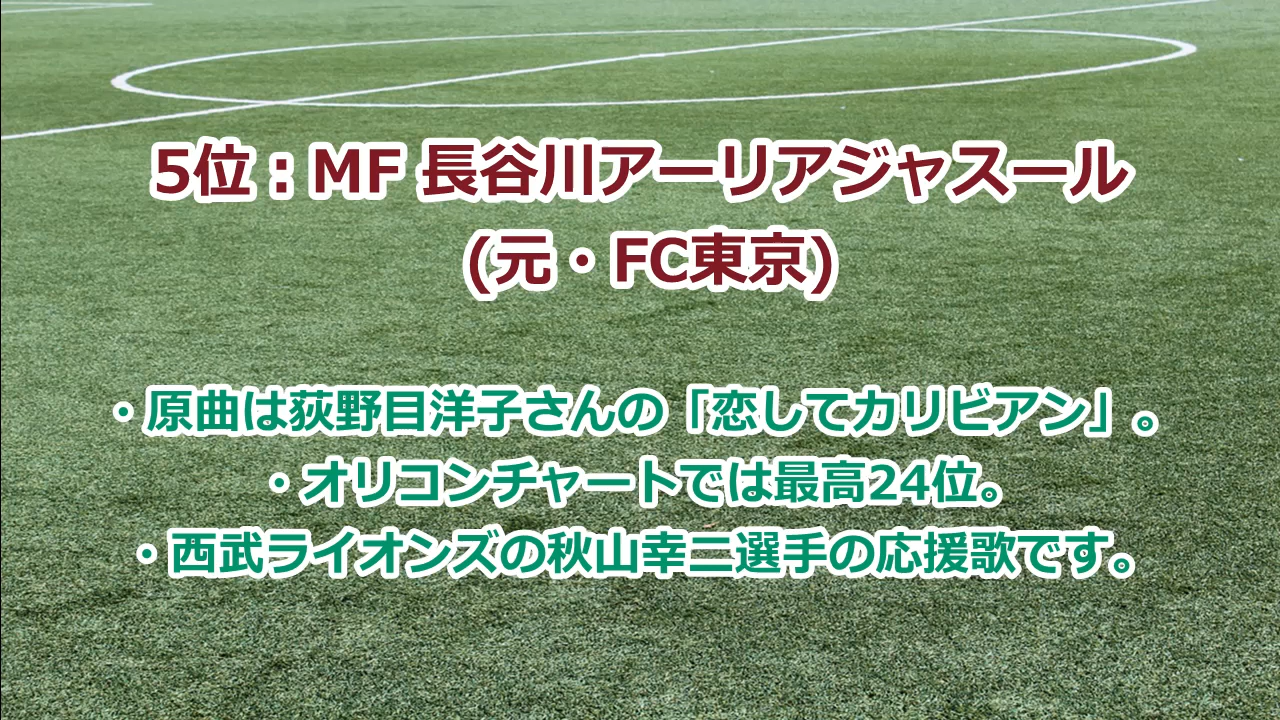 5位：MF 長谷川アーリアジャスール
(元・FC東京)
・原曲は荻野目洋子さんの「恋してカリビアン」。
・オリコンチャートでは最高24位。
・西武ライオンズの秋山幸二選手の応援歌です。